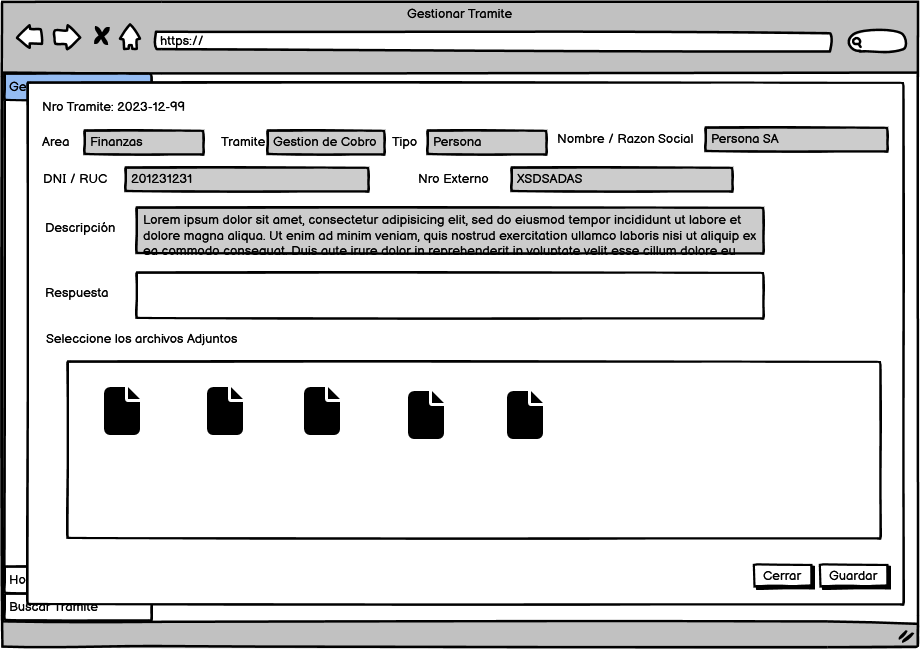 Gestionar Tramite
https://
Ge
Nro Tramite: 2023-12-99
Area Finanzas Tramite Gestion de Cobro Tipo Persona Nombre / Razon Social Persona SA
DNI / RUC 201231231 Nro Externo XSDSADAS
Descripción
Lorem ipsum dolor sit amet, consectetur adipisicing elit, sed do eiusmod tempor incididunt ut labore et
dolore magna aliqua. Ut enim ad minim veniam, quis nostrud exercitation ullamco laboris nisi ut aliquip ex
ea commodo consequat. Duis aute irure dolor in reprehenderit in voluptate velit esse cillum dolore eu
Respuesta
Seleccione los archivos Adjuntos
Cerrar Guardar
Ho
Buscar Tramite